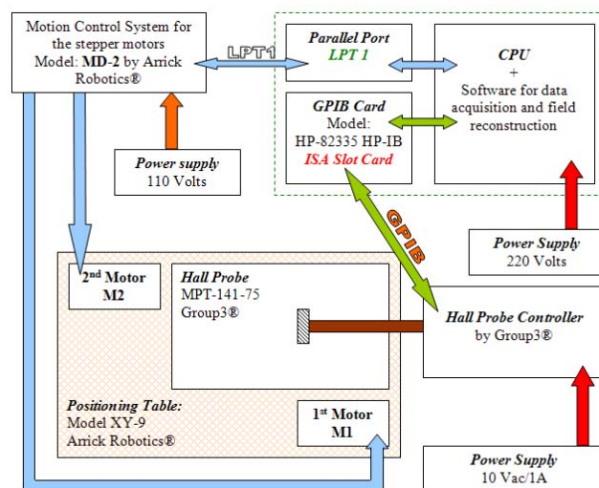 Motion Control System for
the stepper motors
Model: MD-2 by Arrick
Robotics®
LPT1
Parallel Port
LPT 1
CPU
+
Software for data
acquisition and field
reconstruction
GPIB Card
Model:
HP-82335 HP-IB
ISA Slot Card
Power supply
110 Volts
GPIB
Power Supply
220 Volts
2nd Motor
M2
Hall Probe
MPT-141-75
Group3®
Hall Probe Controller
by Group3®
Positioning Table:
Model XY-9
Arrick Robotics®
1st Motor
M1
Power Supply
10 Vac/1A